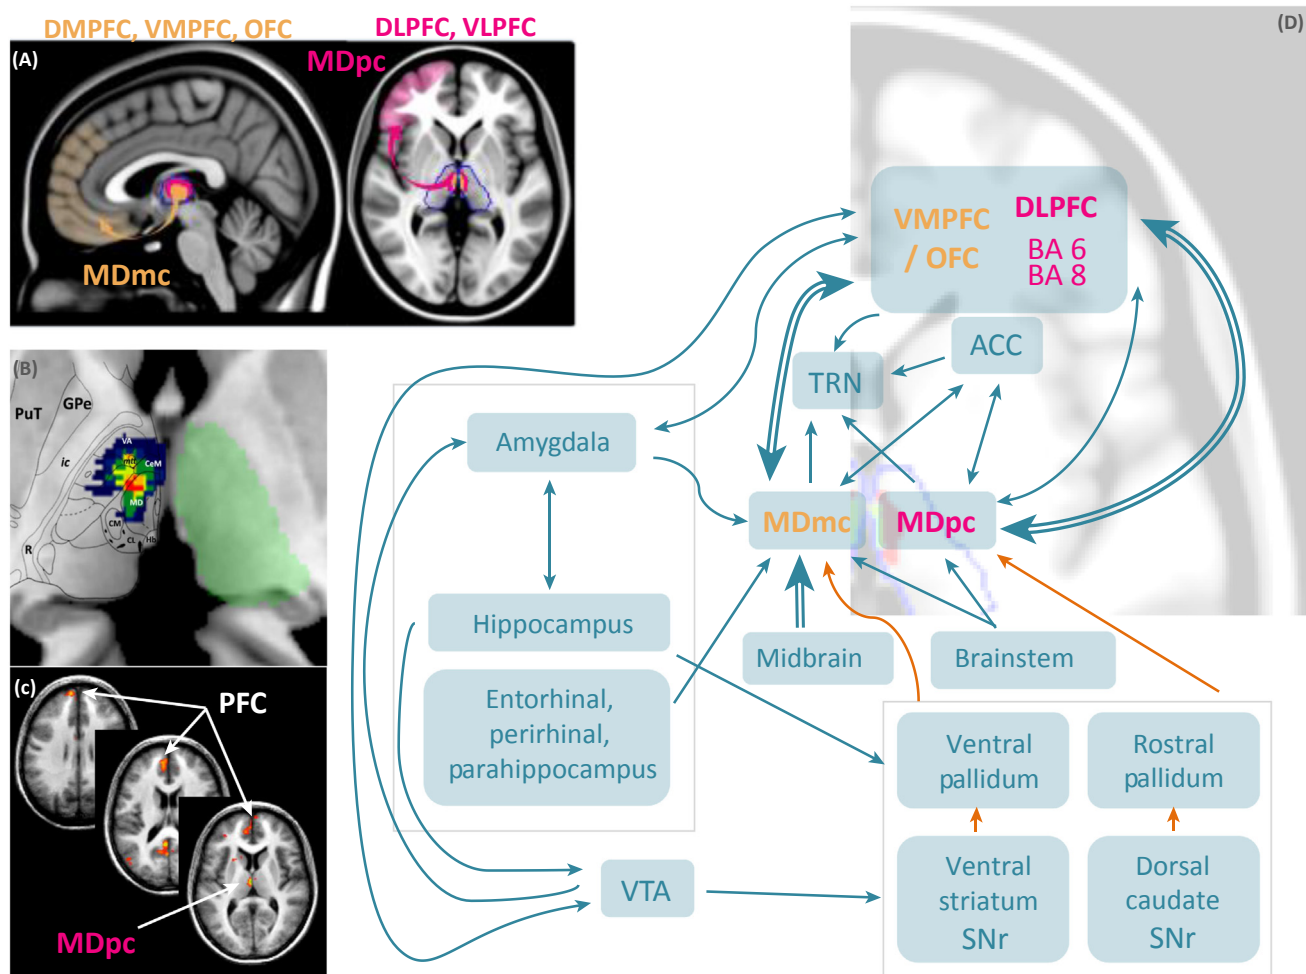 DMPFC, VMPFC, OFC
DLPFC, VLPFC
(A)
MDpc
MDmc
(B)
PuT
GPe
ic
VA
CeM
MD
CM
CL
Hb
R
(c)
PFC
MDpc
(D)
VMPFC
/ OFC
DLPFC
BA 6
BA 8
ACC
TRN
Amygdala
MDmc
MDpc
Hippocampus
Midbrain
Brainstem
Entorhinal,
perirhinal,
parahippocampus
Ventral
pallidum
Rostral
pallidum
VTA
Ventral
striatum
SNr
Dorsal
caudate
SNr